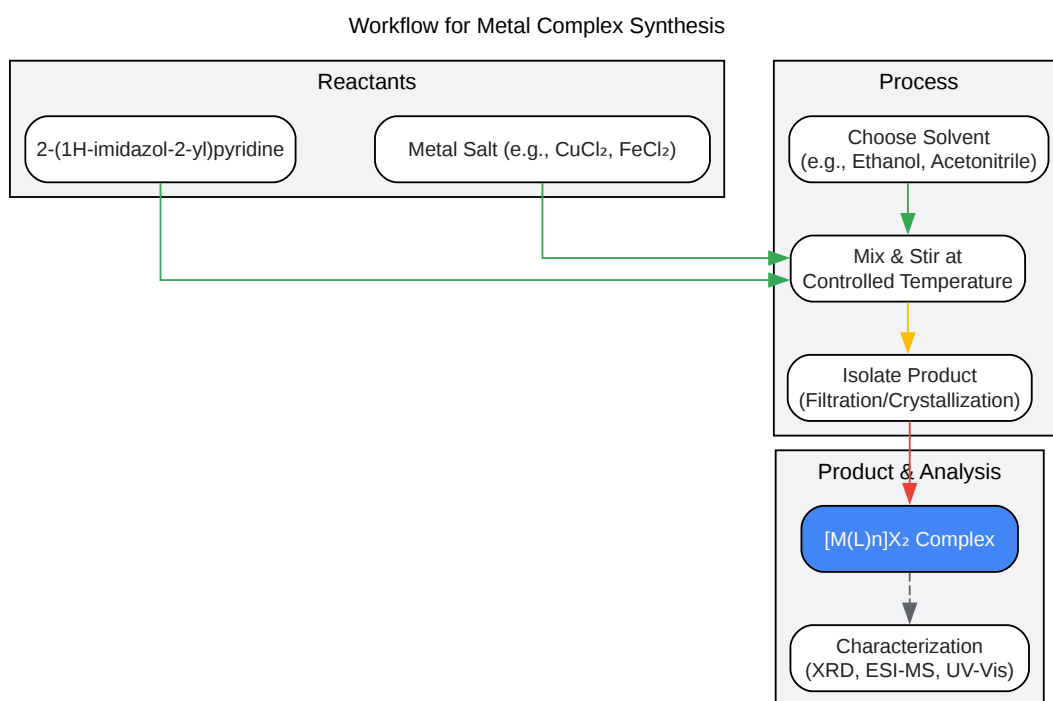 Workflow for Metal Complex Synthesis
Reactants
2-(1H-imidazol-2-yl)pyridine
Metal Salt (e.g., CuCl₂, FeCl₂)
Process
Choose Solvent
(e.g., Ethanol, Acetonitrile)
Mix & Stir at
Controlled Temperature
Isolate Product
(Filtration/Crystallization)
Product & Analysis
[M(L)n]X₂ Complex
Characterization
(XRD, ESI-MS, UV-Vis)